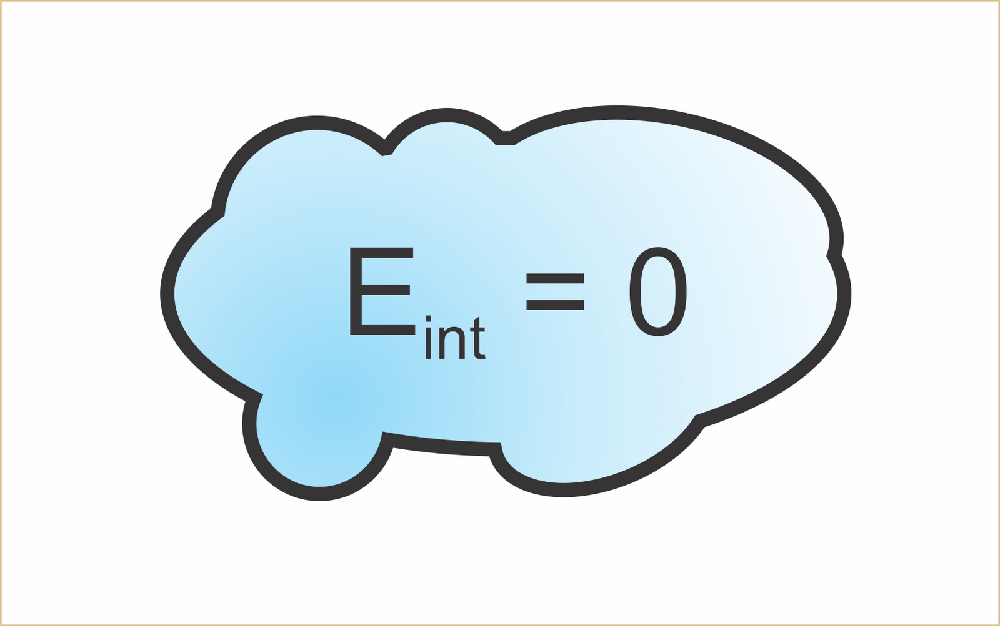 E_int = 0